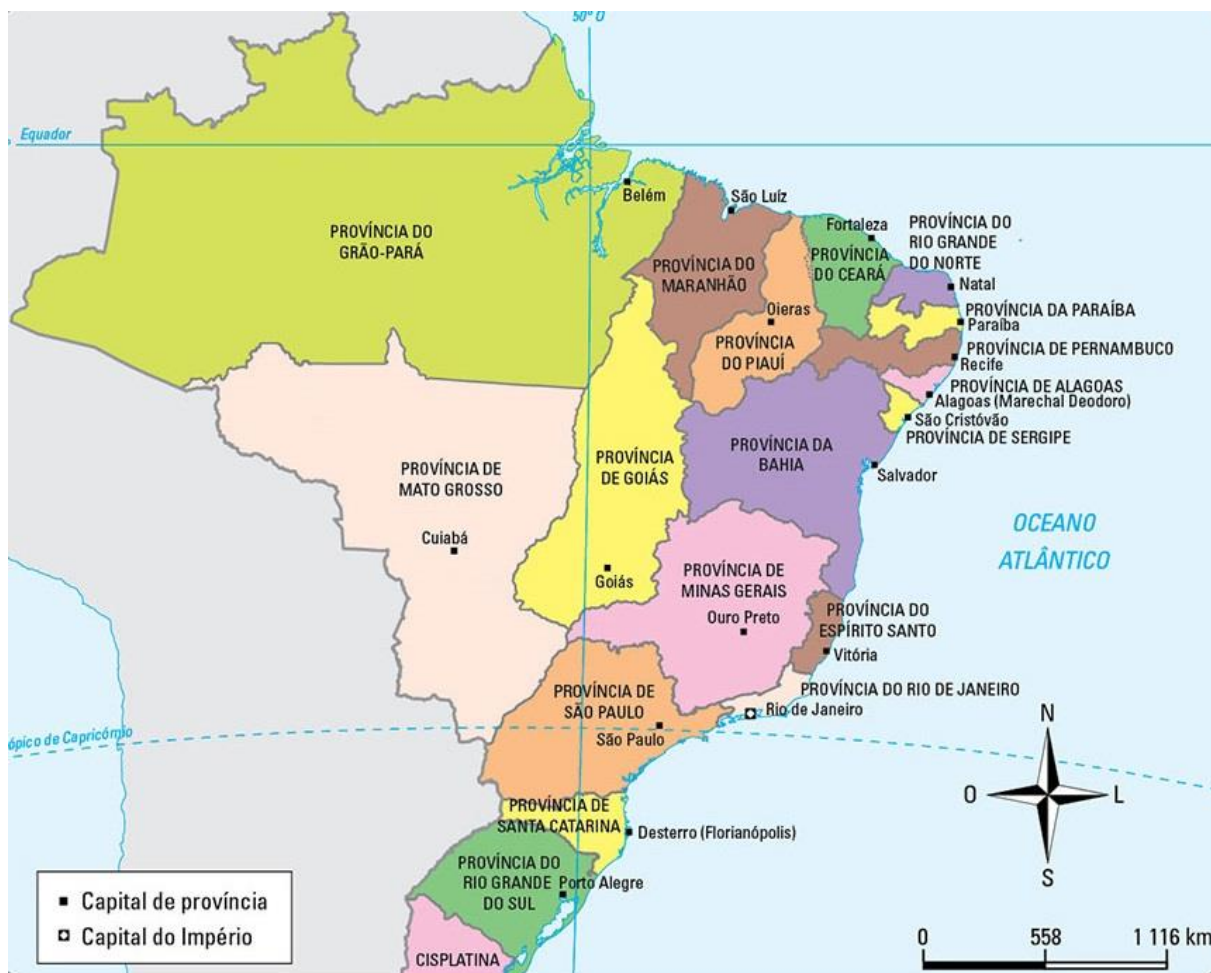 50° O
Equador
Belém
São Luíz
PROVÍNCIA DO
GRÃO-PARÁ
Fortaleza
PROVÍNCIA DO
RIO GRANDE
DO NORTE
PROVÍNCIA DO
MARANHÃO
PROVÍNCIA
DO CEARÁ
Natal
Oieras
PROVÍNCIA DA PARAÍBA
Paraíba
PROVÍNCIA
DO PIAUÍ
PROVÍNCIA DE PERNAMBUCO
Recife
PROVÍNCIA DE ALAGOAS
Alagoas (Marechal Deodoro)
São Cristóvão
PROVÍNCIA DE SERGIPE
PROVÍNCIA DA
BAHIA
Salvador
PROVÍNCIA
DE GOIÁS
PROVÍNCIA DE
MATO GROSSO
Cuiabá
Goiás
OCEANO
ATLÂNTICO
PROVÍNCIA DE
MINAS GERAIS
Ouro Preto
PROVÍNCIA DO
ESPÍRITO SANTO
Vitória
PROVÍNCIA DO RIO DE JANEIRO
Rio de Janeiro
PROVÍNCIA DE
SÃO PAULO
São Paulo
ópico de Capricórnio
N
O
L
S
PROVÍNCIA DE
SANTA CATARINA
Desterro (Florianópolis)
PROVÍNCIA DO
RIO GRANDE
DO SUL
Porto Alegre
CISPLATINA
Capital de província
Capital do Império
0 558 1 116 km